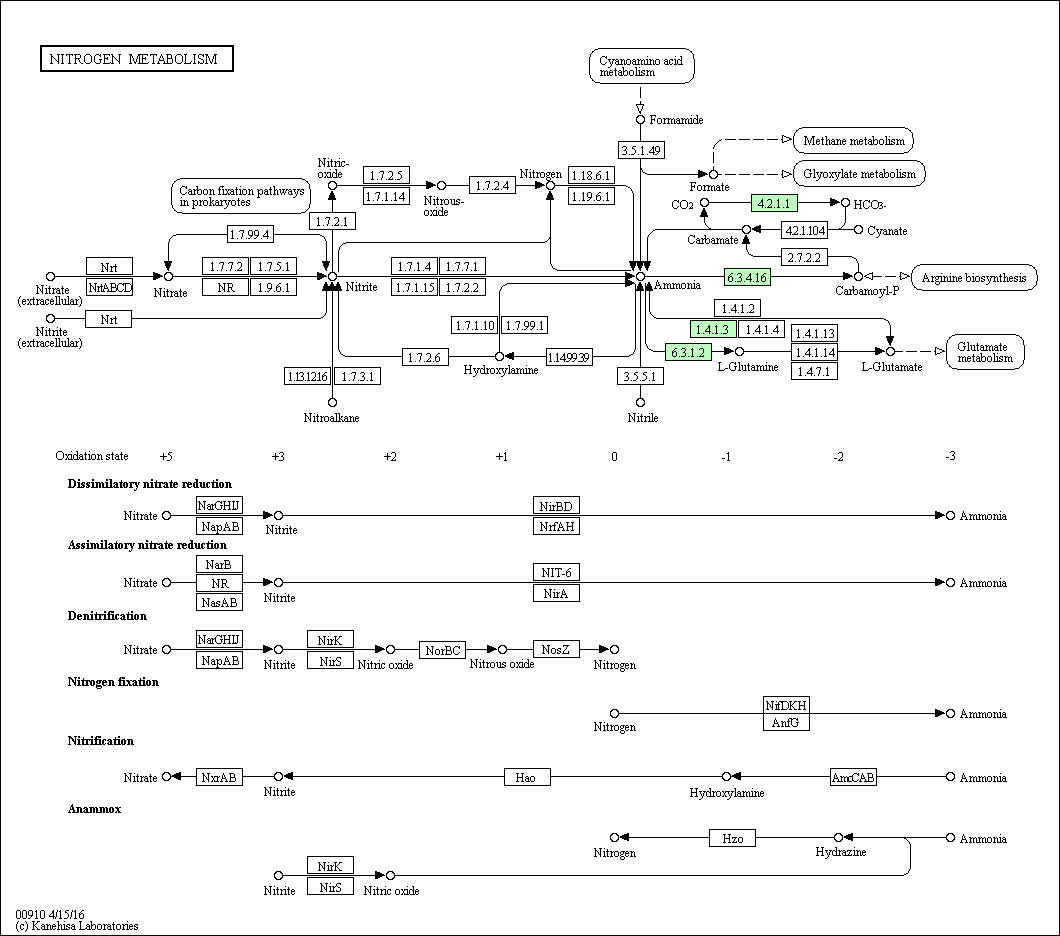 NITROGEN METABOLISM
Cyanoamino acid
metabolism
Formamide
3.5.1.49
Methane metabolism
Glyoxylate metabolism
Formate
Nitric-
oxide
1.7.2.5
1.7.1.14
Nitrous-
oxide
1.7.2.4
Nitrogen
1.18.6.1
1.19.6.1
Carbon fixation pathways
in prokaryotes
1.7.2.1
CO2
4.2.1.1
HCO3-
Carbamate
4.2.1.104
Cyanate
1.7.99.4
2.7.2.2
Nrt
NrtABCD
Nitrate
(extracellular)
Nitrate
1.7.7.2
1.7.5.1
NR
1.9.6.1
Nitrite
1.7.1.4
1.7.7.1
1.7.1.15
1.7.2.2
Ammonia
6.3.4.16
Carbamoyl-P
Arginine biosynthesis
Nrt
Nitrite
(extracellular)
1.4.1.2
1.4.1.3
1.4.1.4
1.7.1.10
1.7.99.1
1.4.1.13
1.4.1.14
1.4.7.1
6.3.1.2
L-Glutamine
L-Glutamate
Glutamate
metabolism
1.7.2.6
Hydroxylamine
1.14.99.39
1.13.12.16
1.7.3.1
3.5.5.1
Nitroalkane
Nitrile
Oxidation state +5 +3 +2 +1 0 -1 -2 -3
Dissimilatory nitrate reduction
NarGHIJ NirBD
Nitrate Nitrite Ammonia
NapAB NrfAH
Assimilatory nitrate reduction
NarB NIT-6
Nitrate NR Nitrite Ammonia
NasAB NirA
Denitrification
NarGHIJ NirK
Nitrate Nitrite Nitric oxide NorBC Nitrous oxide NosZ Nitrogen
NapAB NirS
Nitrogen fixation
NifDKH
Nitrogen Ammonia
AnfG
Nitrification
Nitrate NxrAB Nitrite Hao Hydroxylamine AmoCAB Ammonia
Anammox
Nitrogen Hzo Hydrazine Ammonia
NirK
Nitrite Nitric oxide
NirS
00910 4/15/16
(c) Kanehisa Laboratories